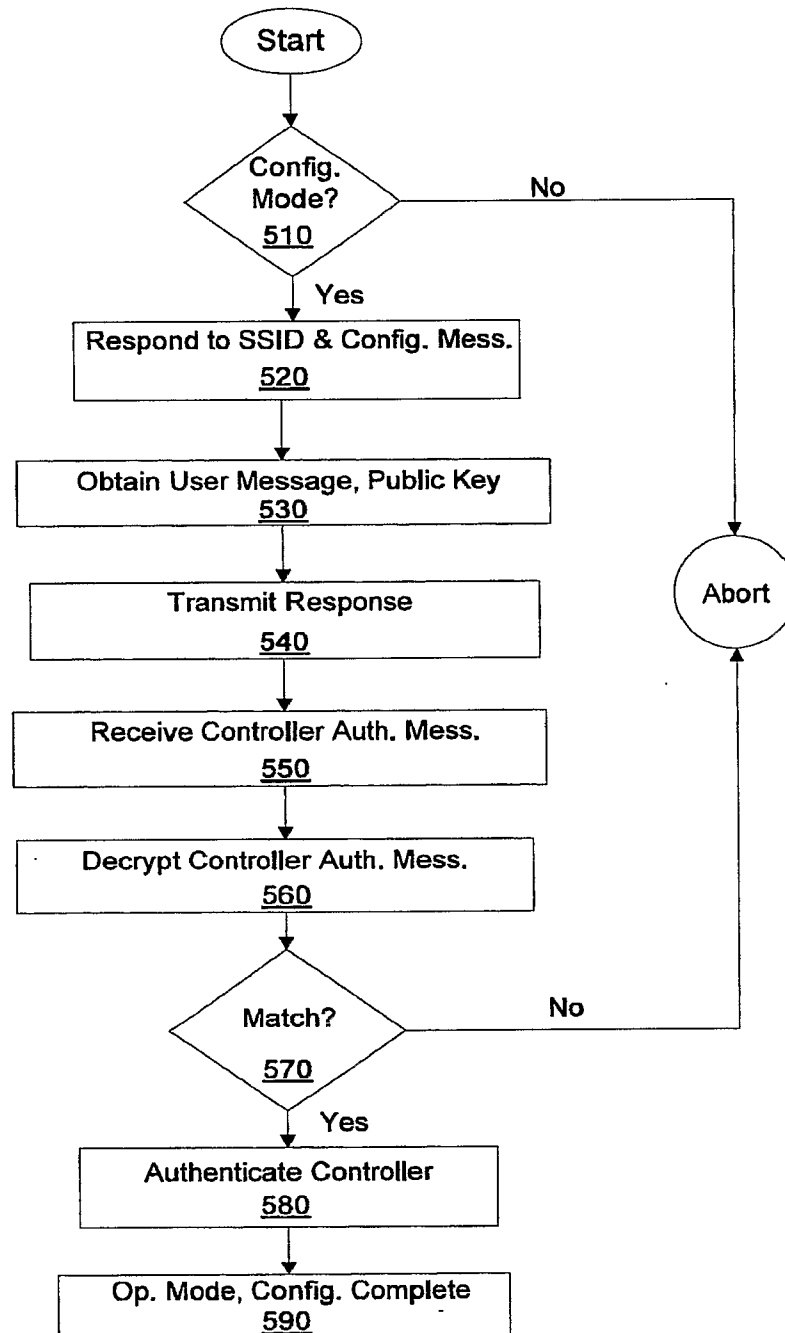 Start
Config.
Mode?
510
No
Yes
Respond to SSID & Config. Mess.
520
Obtain User Message, Public Key
530
Transmit Response
540
Abort
Receive Controller Auth. Mess.
550
Decrypt Controller Auth. Mess.
560
Match?
570
No
Yes
Authenticate Controller
580
Op. Mode, Config. Complete
590